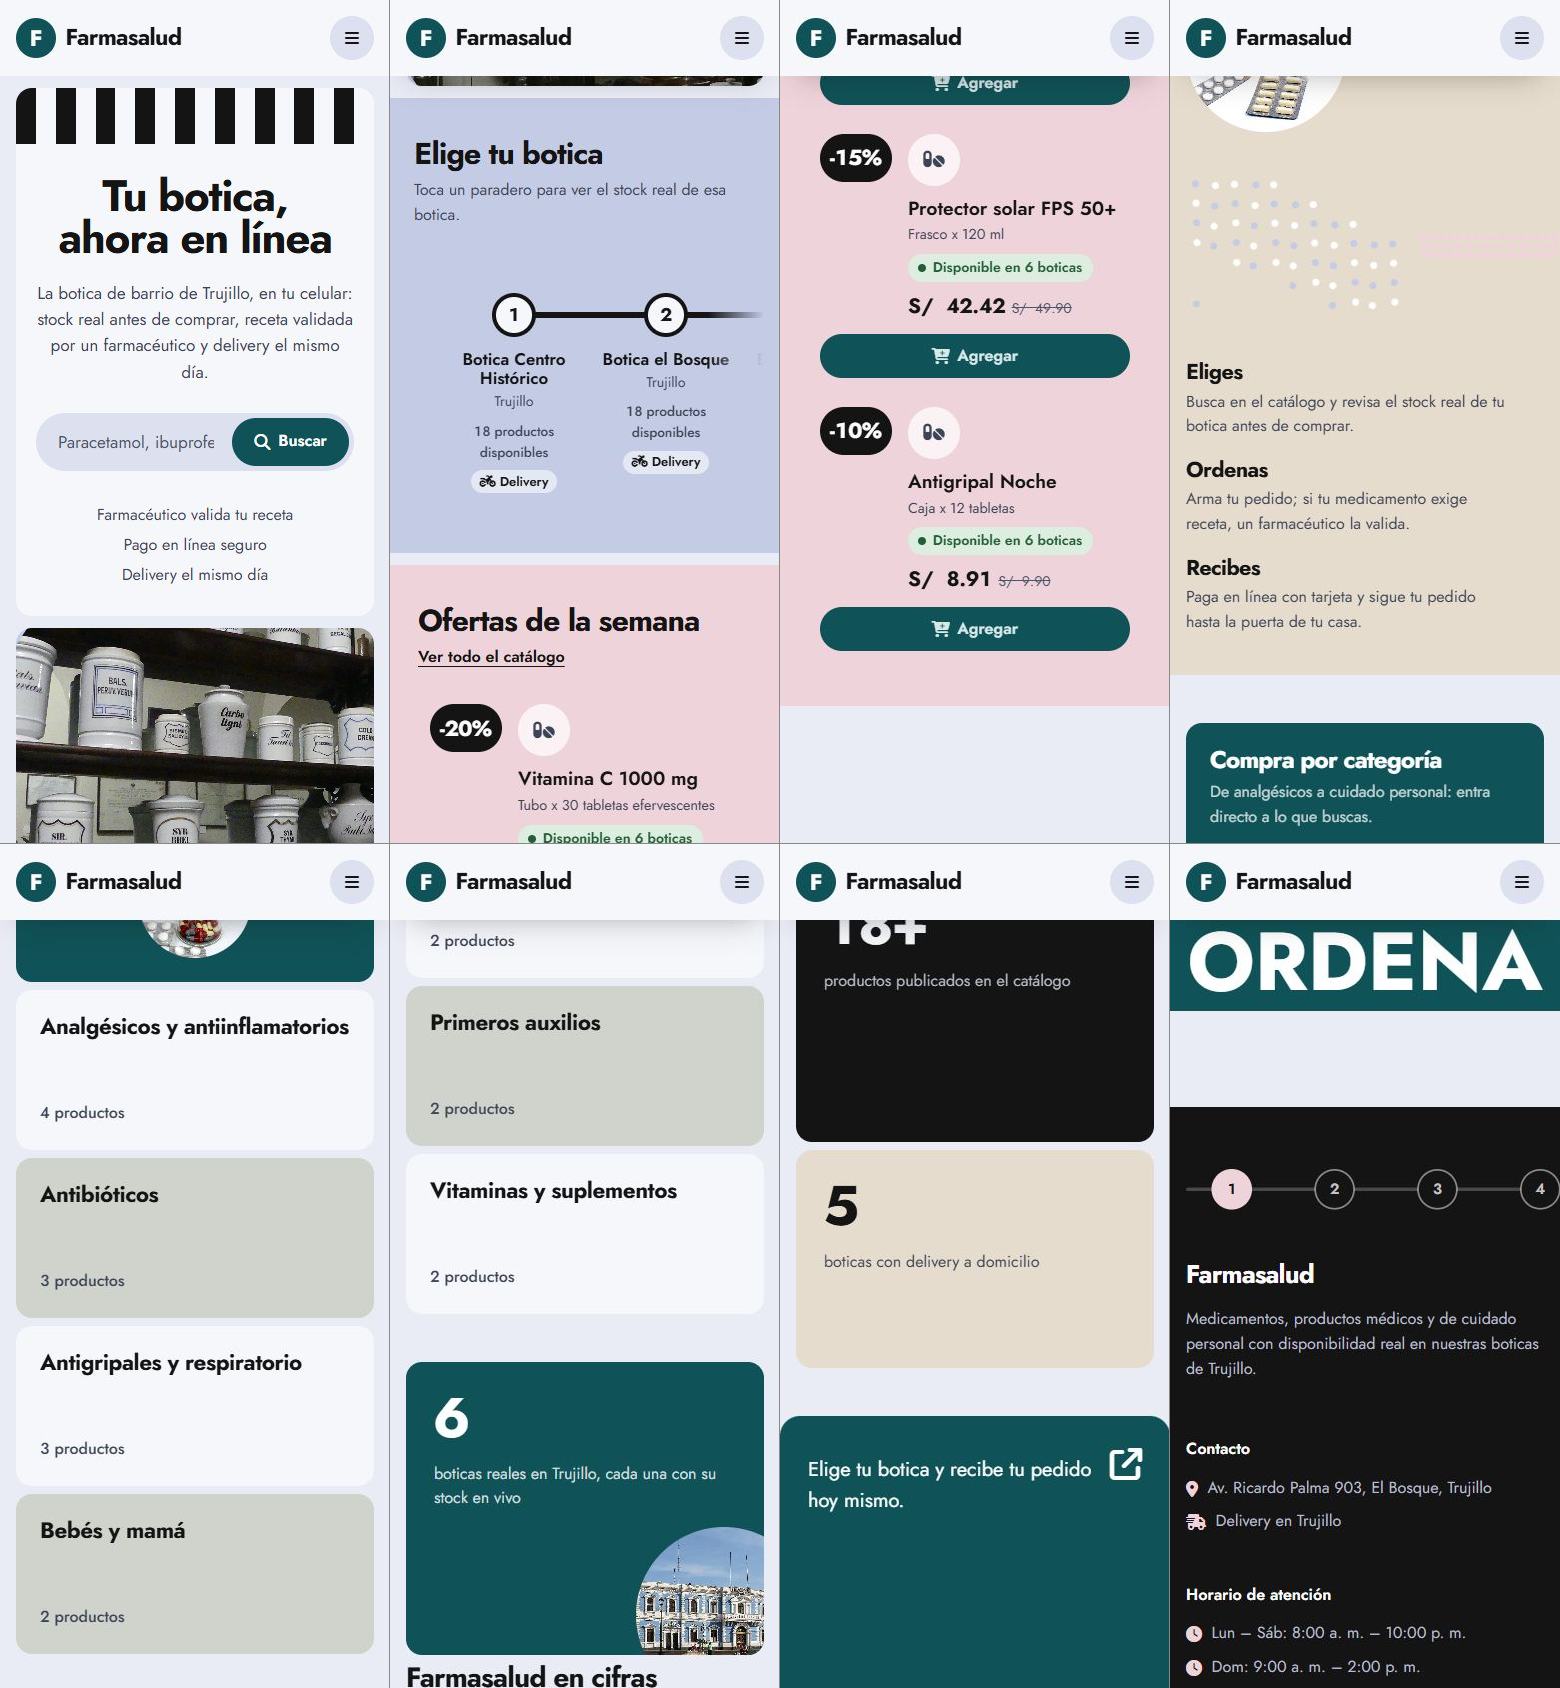 F Farmasalud
Tu botica,
ahora en línea
La botica de barrio de Trujillo, en tu celular:
stock real antes de comprar, receta validada
por un farmacéutico y delivery el mismo
día.
Paracetamol, ibuprofe
Buscar
Farmacéutico valida tu receta
Pago en línea seguro
Delivery el mismo día
BALS.
PERUV. VERUM
Carbo
ligni
SIR.
SYR
F Farmasalud
Elige tu botica
Toca un paradero para ver el stock real de esa
botica.
1
2
Botica Centro
Histórico
Trujillo
18 productos
disponibles
Delivery
Botica el Bosque
Trujillo
18 productos
disponibles
Delivery
Ofertas de la semana
Ver todo el catálogo
-20%
Vitamina C 1000 mg
Tubo x 30 tabletas efervescentes
Disponible en 6 boticas
F Farmasalud
Agregar
-15%
Protector solar FPS 50+
Frasco x 120 ml
Disponible en 6 boticas
S/ 42.42 S/ 49.90
Agregar
-10%
Antigripal Noche
Caja x 12 tabletas
Disponible en 6 boticas
S/ 8.91 S/ 9.90
Agregar
F Farmasalud
Eliges
Busca en el catálogo y revisa el stock real de tu
botica antes de comprar.
Ordenas
Arma tu pedido; si tu medicamento exige
receta, un farmacéutico la valida.
Recibes
Paga en línea con tarjeta y sigue tu pedido
hasta la puerta de tu casa.
Compra por categoría
De analgésicos a cuidado personal: entra
directo a lo que buscas.
F Farmasalud
Analgésicos y antiinflamatorios
4 productos
Antibióticos
3 productos
Antigripales y respiratorio
3 productos
Bebés y mamá
2 productos
F Farmasalud
2 productos
Primeros auxilios
2 productos
Vitaminas y suplementos
2 productos
6
boticas reales en Trujillo, cada una con su
stock en vivo
Farmasalud en cifras
F Farmasalud
18+
productos publicados en el catálogo
5
boticas con delivery a domicilio
Elige tu botica y recibe tu pedido
hoy mismo.
F Farmasalud
ORDENA
1
2
3
4
Farmasalud
Medicamentos, productos médicos y de cuidado
personal con disponibilidad real en nuestras boticas
de Trujillo.
Contacto
Av. Ricardo Palma 903, El Bosque, Trujillo
Delivery en Trujillo
Horario de atención
Lun – Sáb: 8:00 a. m. – 10:00 p. m.
Dom: 9:00 a. m. – 2:00 p. m.